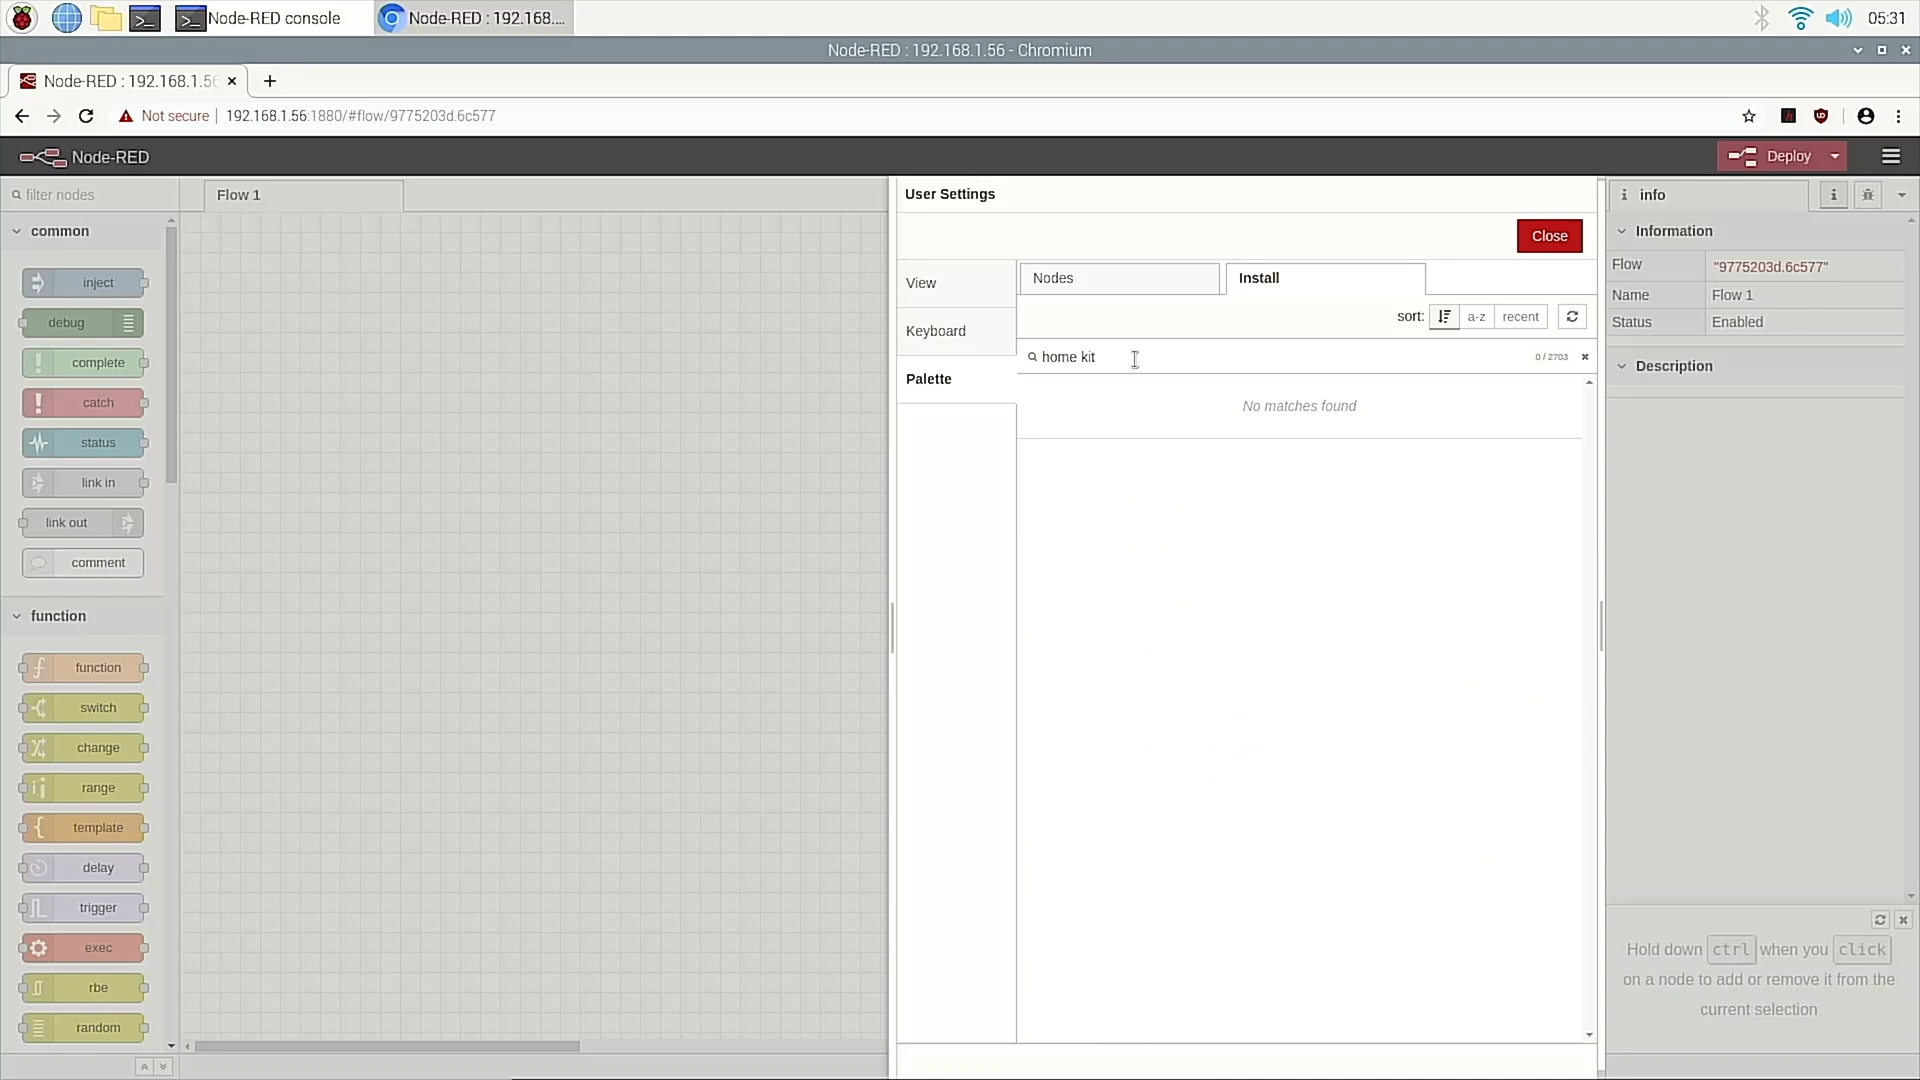 Node-RED console
Node-RED : 192.168....
05:31
Node-RED : 192.168.1.56 - Chromium
Node-RED : 192.168.1.56
Not secure
192.168.1.56:1880/#flow/9775203d.6c577
Node-RED
Deploy
filter nodes
Flow 1
common
inject
debug
complete
catch
status
link in
link out
comment
function
function
switch
change
range
template
delay
trigger
exec
rbe
random
User Settings
Close
View
Keyboard
Palette
Nodes
Install
sort:
a-z
recent
home kit
0 / 2703
No matches found
info
Information
Flow "9775203d.6c577"
Name Flow 1
Status Enabled
Description
Hold down ctrl when you click
on a node to add or remove it from the
current selection